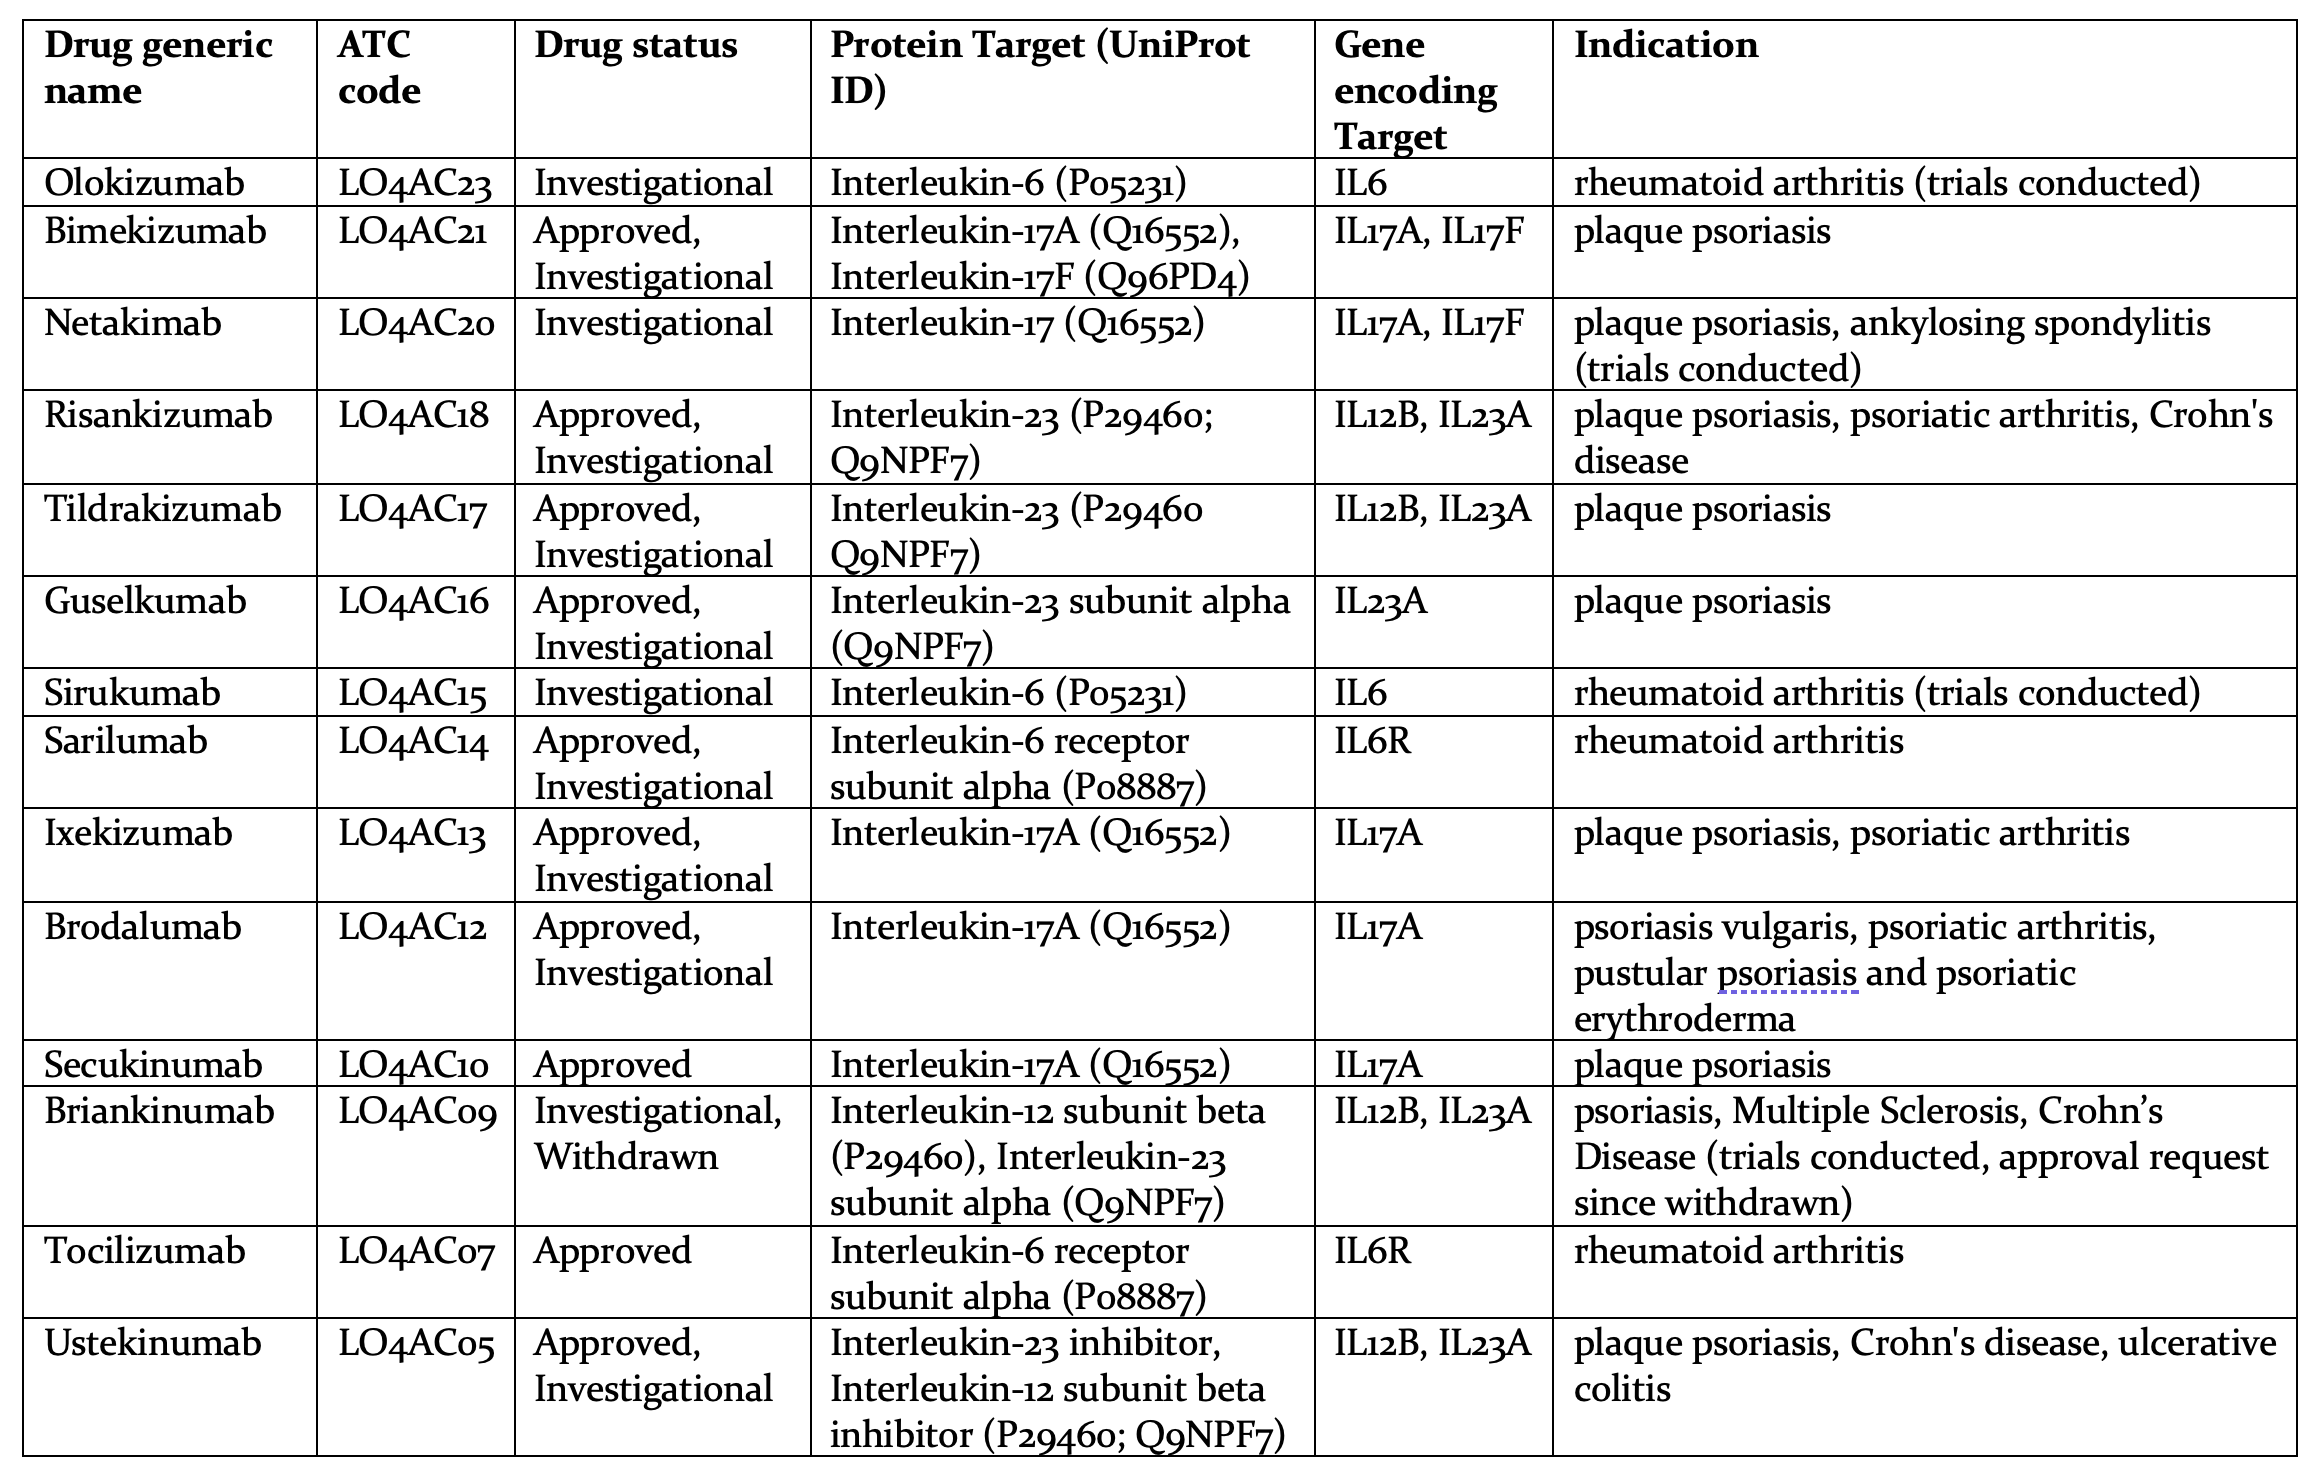 Drug generic name | ATC code | Drug status | Protein Target (UniProt ID) | Gene encoding Target | Indication
Olokizumab | LO4AC23 | Investigational | Interleukin-6 (P05231) | IL6 | rheumatoid arthritis (trials conducted)
Bimekizumab | LO4AC21 | Approved, Investigational | Interleukin-17A (Q16552), Interleukin-17F (Q96PD4) | IL17A, IL17F | plaque psoriasis
Netakimab | LO4AC20 | Investigational | Interleukin-17 (Q16552) | IL17A, IL17F | plaque psoriasis, ankylosing spondylitis (trials conducted)
Risankizumab | LO4AC18 | Approved, Investigational | Interleukin-23 (P29460; Q9NPF7) | IL12B, IL23A | plaque psoriasis, psoriatic arthritis, Crohn's disease
Tildrakizumab | LO4AC17 | Approved, Investigational | Interleukin-23 (P29460 Q9NPF7) | IL12B, IL23A | plaque psoriasis
Guselkumab | LO4AC16 | Approved, Investigational | Interleukin-23 subunit alpha (Q9NPF7) | IL23A | plaque psoriasis
Sirukumab | LO4AC15 | Investigational | Interleukin-6 (P05231) | IL6 | rheumatoid arthritis (trials conducted)
Sarilumab | LO4AC14 | Approved, Investigational | Interleukin-6 receptor subunit alpha (P08887) | IL6R | rheumatoid arthritis
Ixekizumab | LO4AC13 | Approved, Investigational | Interleukin-17A (Q16552) | IL17A | plaque psoriasis, psoriatic arthritis
Brodalumab | LO4AC12 | Approved, Investigational | Interleukin-17A (Q16552) | IL17A | psoriasis vulgaris, psoriatic arthritis, pustular psoriasis and psoriatic erythroderma
Secukinumab | LO4AC10 | Approved | Interleukin-17A (Q16552) | IL17A | plaque psoriasis
Briankinumab | LO4AC09 | Investigational, Withdrawn | Interleukin-12 subunit beta (P29460), Interleukin-23 subunit alpha (Q9NPF7) | IL12B, IL23A | psoriasis, Multiple Sclerosis, Crohn’s Disease (trials conducted, approval request since withdrawn)
Tocilizumab | LO4AC07 | Approved | Interleukin-6 receptor subunit alpha (P08887) | IL6R | rheumatoid arthritis
Ustekinumab | LO4AC05 | Approved, Investigational | Interleukin-23 inhibitor, Interleukin-12 subunit beta inhibitor (P29460; Q9NPF7) | IL12B, IL23A | plaque psoriasis, Crohn's disease, ulcerative colitis